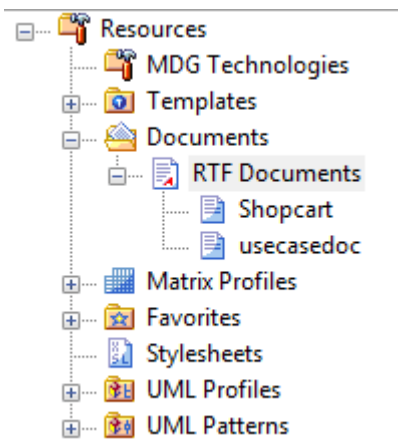 Resources
MDG Technologies
Templates
Documents
RTF Documents
Shopcart
usecasedoc
Matrix Profiles
Favorites
Stylesheets
UML Profiles
UML Patterns